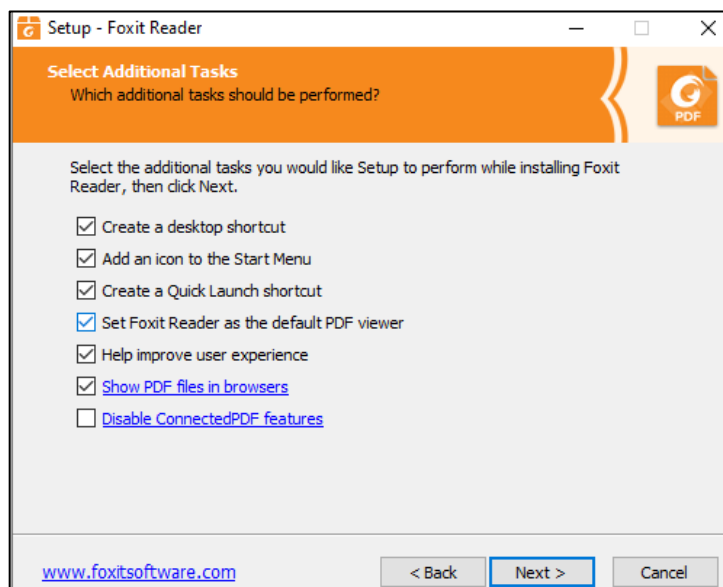 Setup - Foxit Reader
Select Additional Tasks
Which additional tasks should be performed?
PDF
Select the additional tasks you would like Setup to perform while installing Foxit
Reader, then click Next.
Create a desktop shortcut
Add an icon to the Start Menu
Create a Quick Launch shortcut
Set Foxit Reader as the default PDF viewer
Help improve user experience
Show PDF files in browsers
Disable ConnectedPDF features
www.foxitsoftware.com
< Back
Next >
Cancel